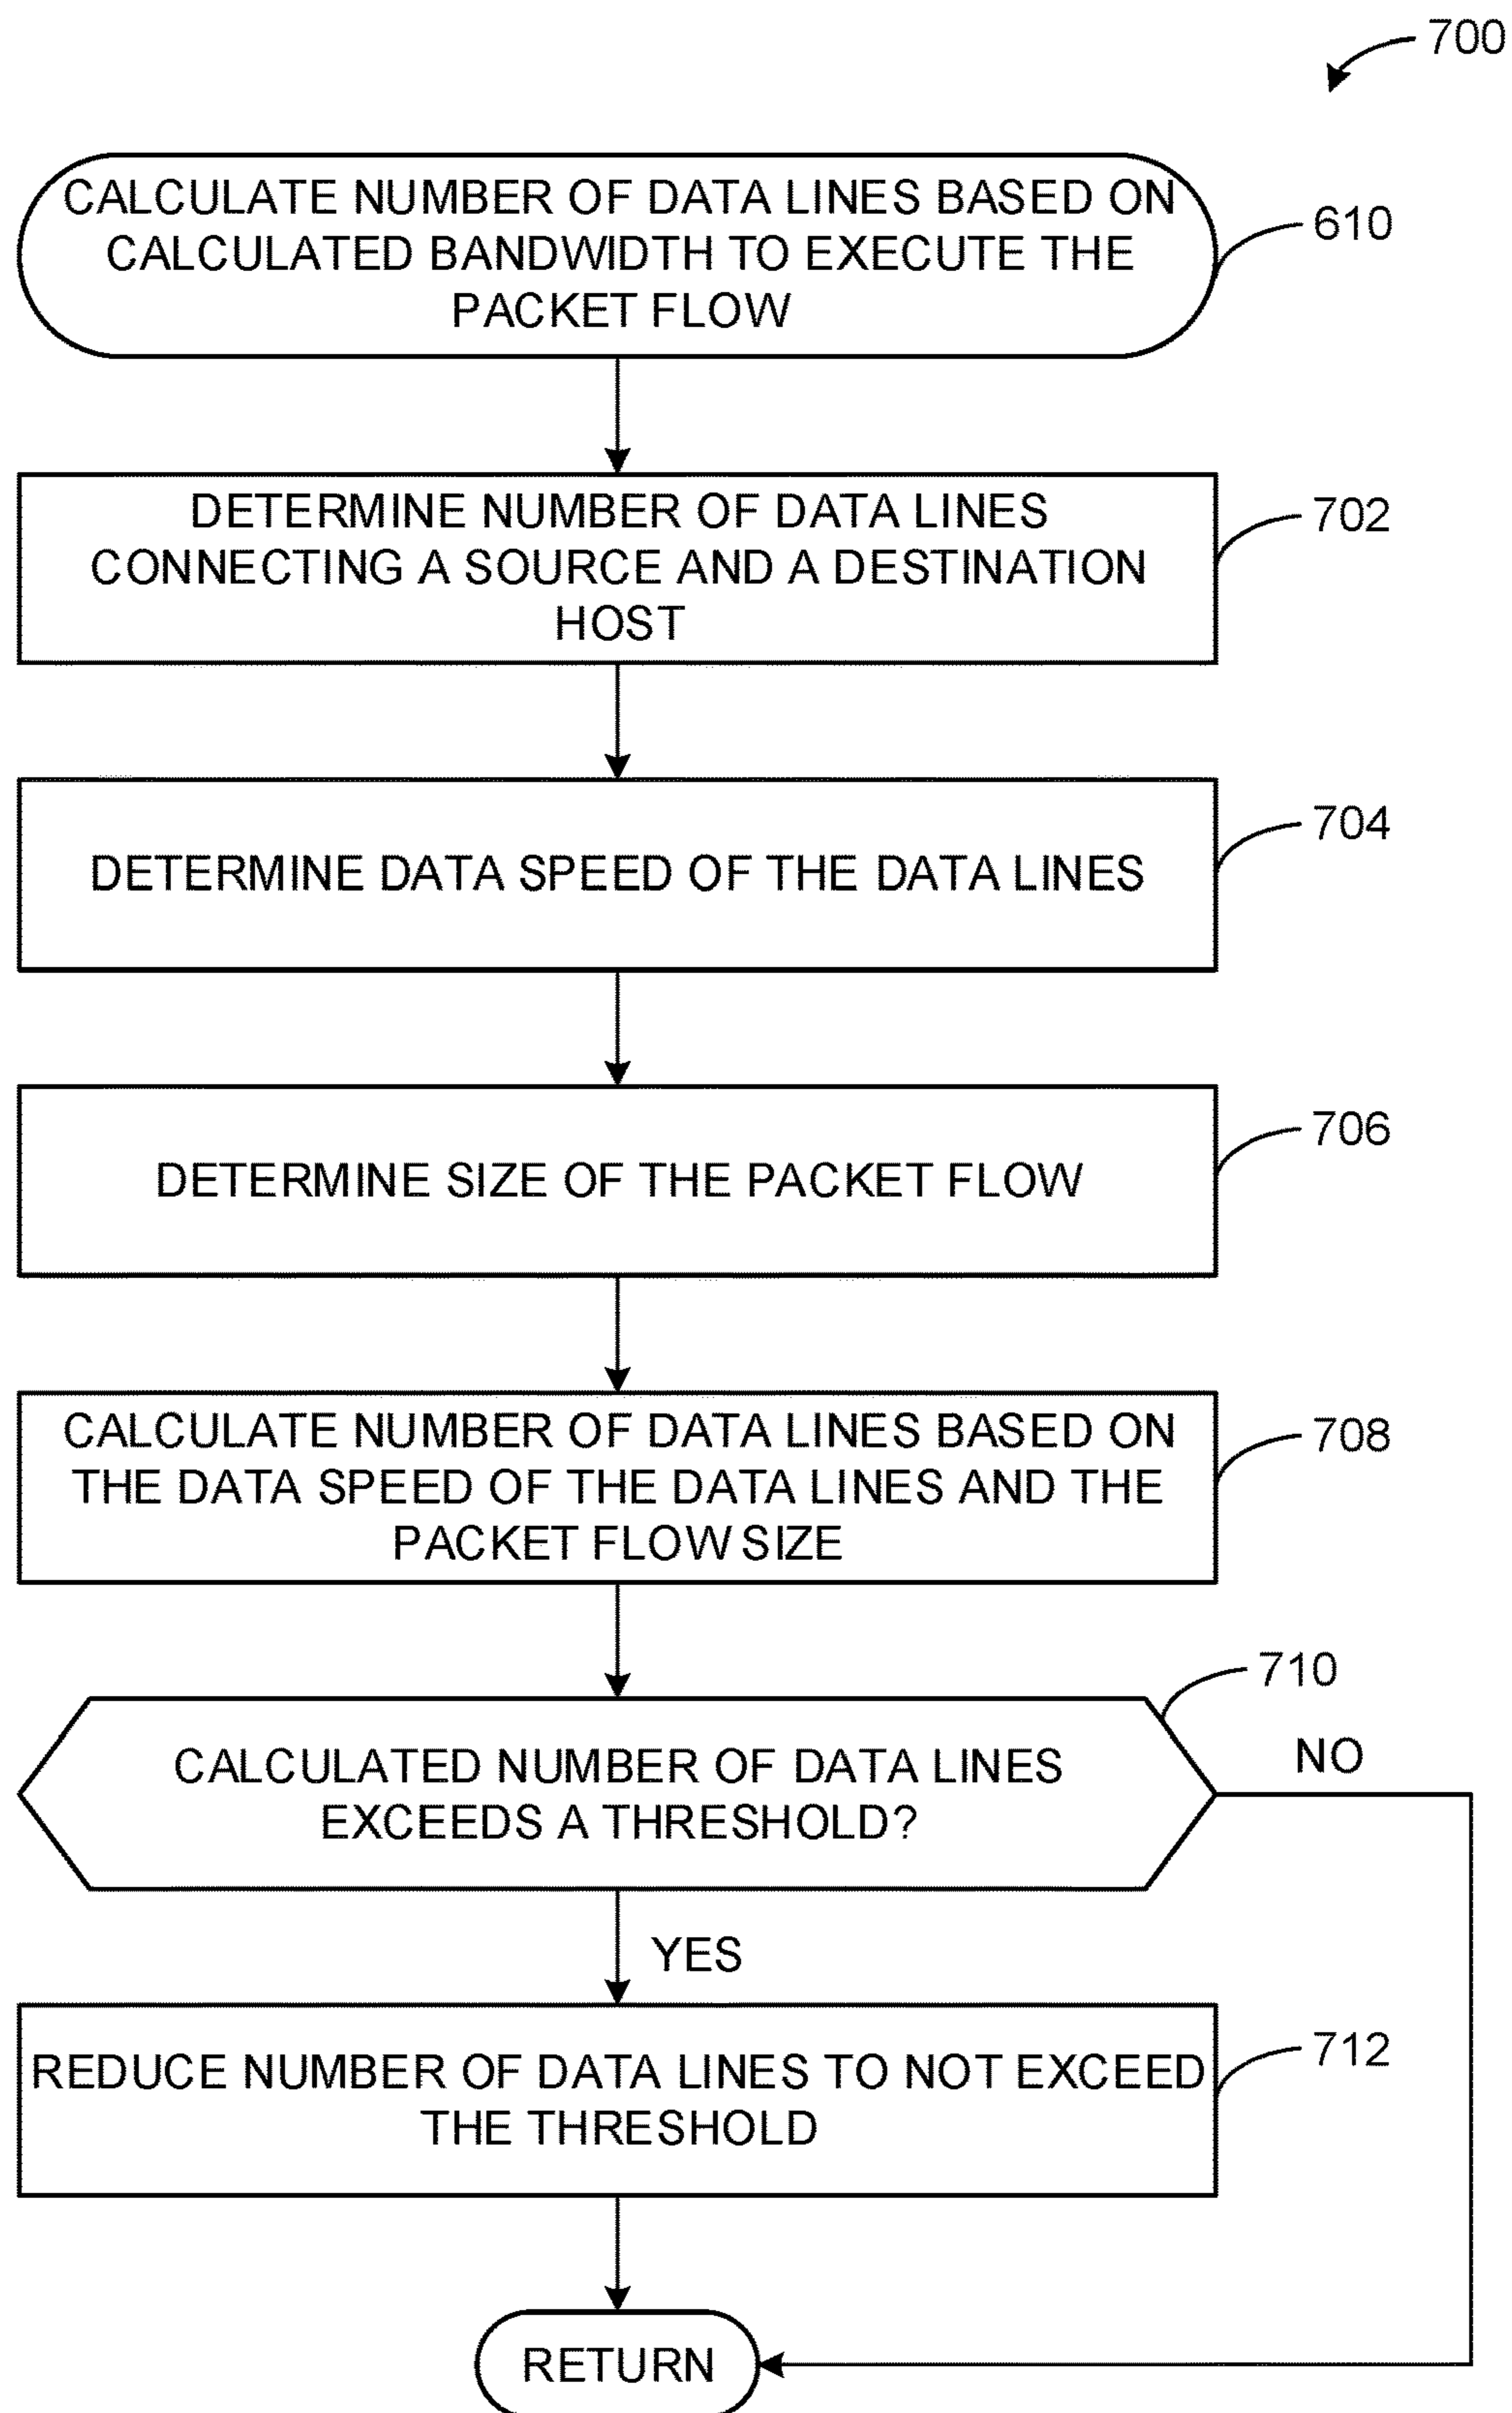 700
CALCULATE NUMBER OF DATA LINES BASED ON
CALCULATED BANDWIDTH TO EXECUTE THE
PACKET FLOW
610
DETERMINE NUMBER OF DATA LINES
CONNECTING A SOURCE AND A DESTINATION
HOST
702
DETERMINE DATA SPEED OF THE DATA LINES
704
DETERMINE SIZE OF THE PACKET FLOW
706
CALCULATE NUMBER OF DATA LINES BASED ON
THE DATA SPEED OF THE DATA LINES AND THE
PACKET FLOW SIZE
708
CALCULATED NUMBER OF DATA LINES
EXCEEDS A THRESHOLD?
710
NO
YES
REDUCE NUMBER OF DATA LINES TO NOT EXCEED
THE THRESHOLD
712
RETURN